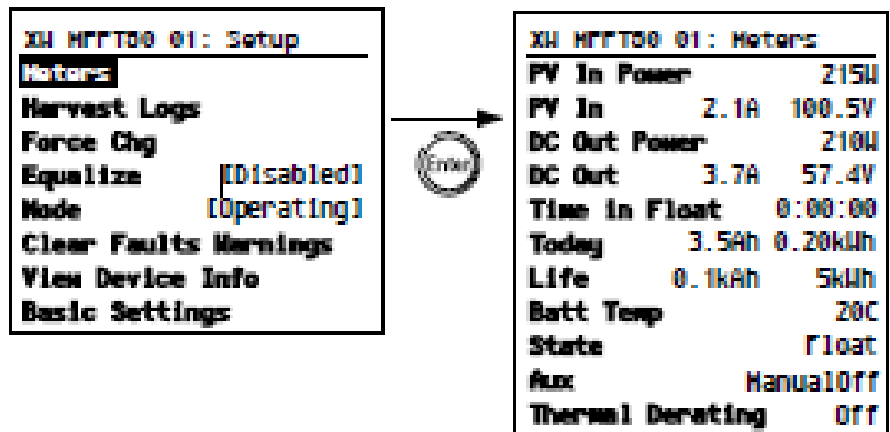 XW MPPT60 01: Setup
Meters
Harvest Logs
Force Chg
Equalize [Disabled]
Mode [Operating]
Clear Faults Warnings
View Device Info
Basic Settings
Enter
XW MPPT60 01: Meters
PV In Power 215W
PV In 2.1A 100.5V
DC Out Power 210W
DC Out 3.7A 57.4V
Time in Float 0:00:00
Today 3.5Ah 0.20kWh
Life 0.1kAh 5kWh
Batt Temp 20C
State Float
Aux ManualOff
Thermal Derating Off